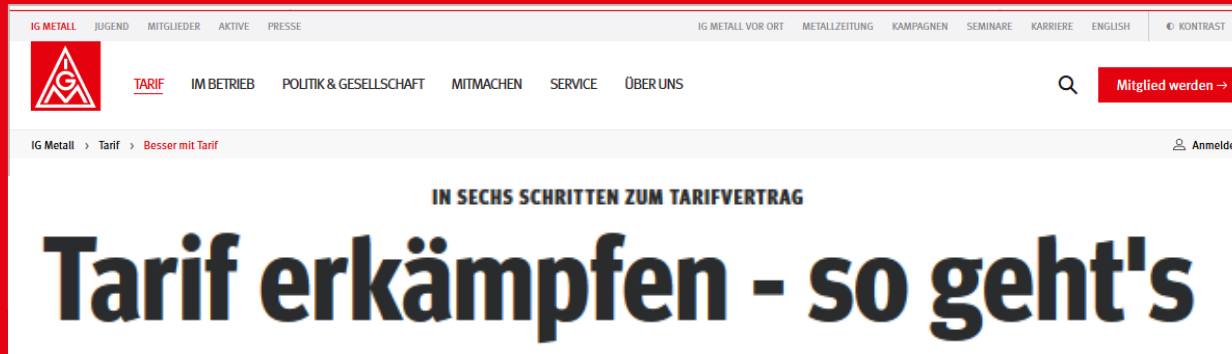 IG METALL JUGEND MITGLIEDER AKTIVE PRESSE IG METALL VOR ORT METALLZEITUNG KAMPAGNEN SEMINARE KARRIERE ENGLISH KONTRAST
IGM TARIF IM BETRIEB POLITIK & GESELLSCHAFT MITMACHEN SERVICE ÜBER UNS Mitglied werden →
IG Metall > Tarif > Besser mit Tarif Anmelde
IN SECHS SCHRITTEN ZUM TARIFVERTRAG
Tarif erkämpfen - so geht's